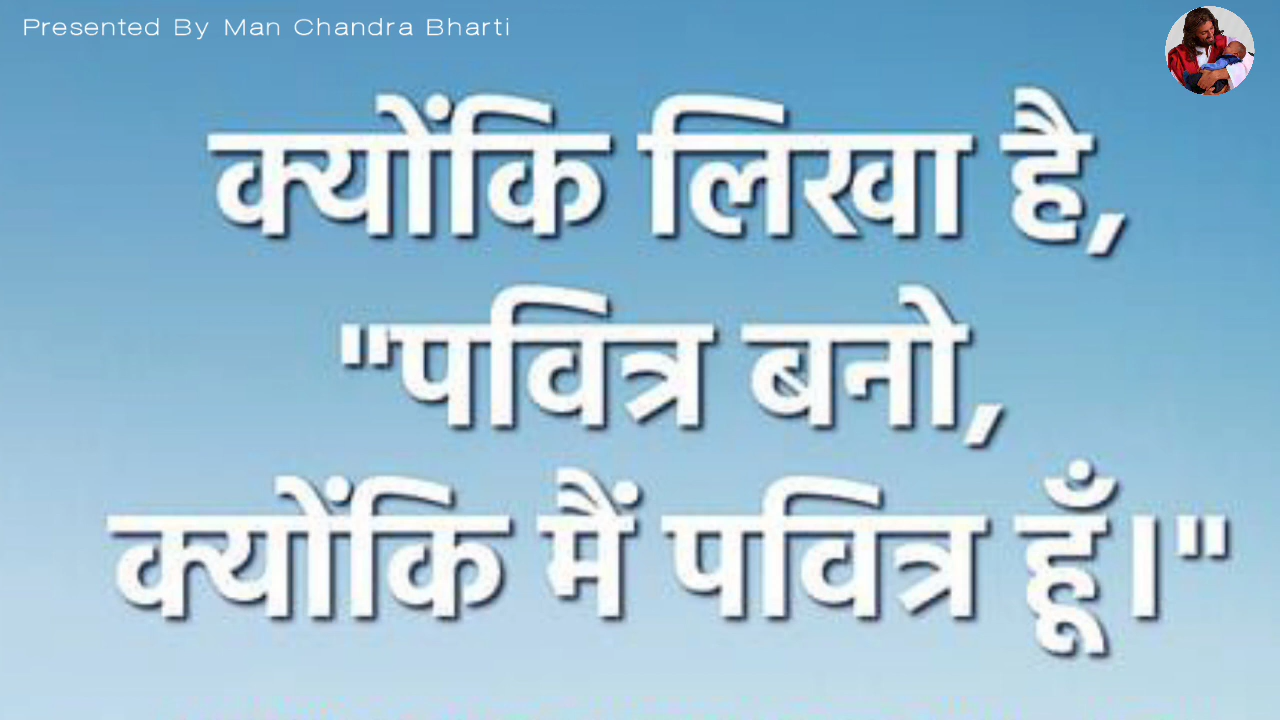 Presented By Man Chandra Bharti
क्योंकि लिखा है,
"पवित्र बनो,
क्योंकि मैं पवित्र हूँ।"